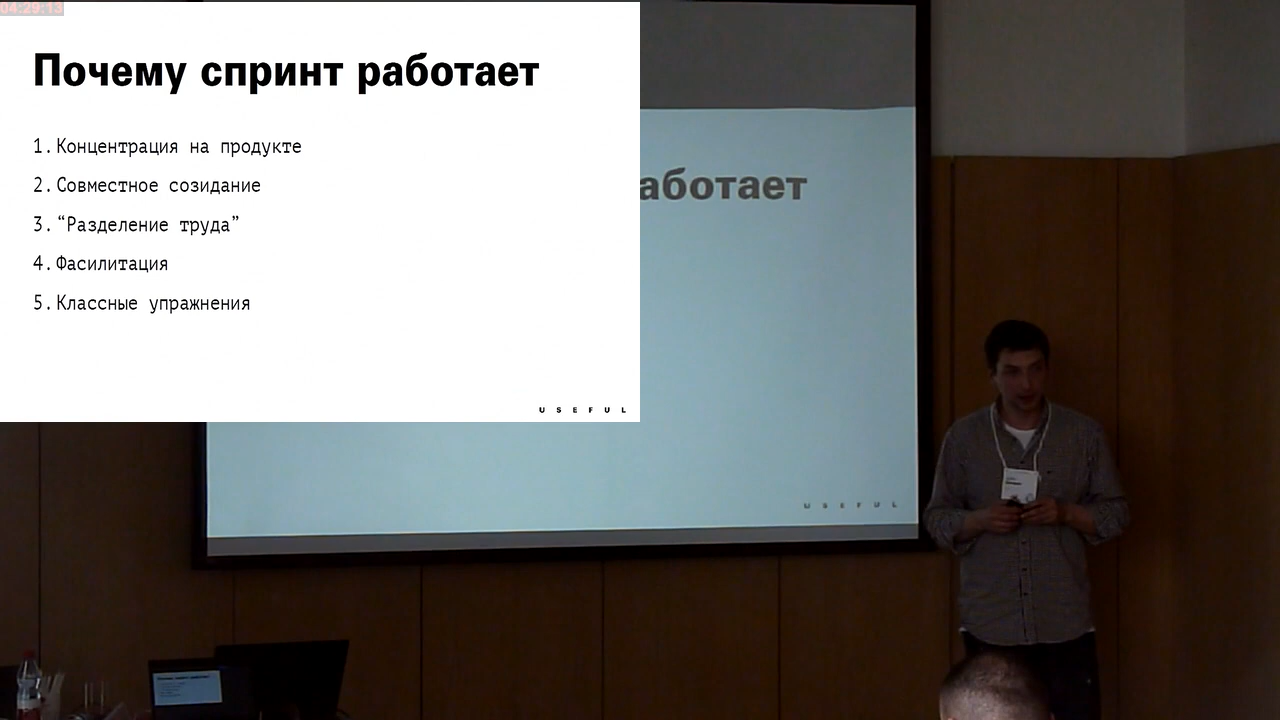 04:29:13
Почему спринт работает
1. Концентрация на продукте
2. Совместное созидание
3. “Разделение труда”
4. Фасилитация
5. Классные упражнения
USEFUL
аботает
USEFUL